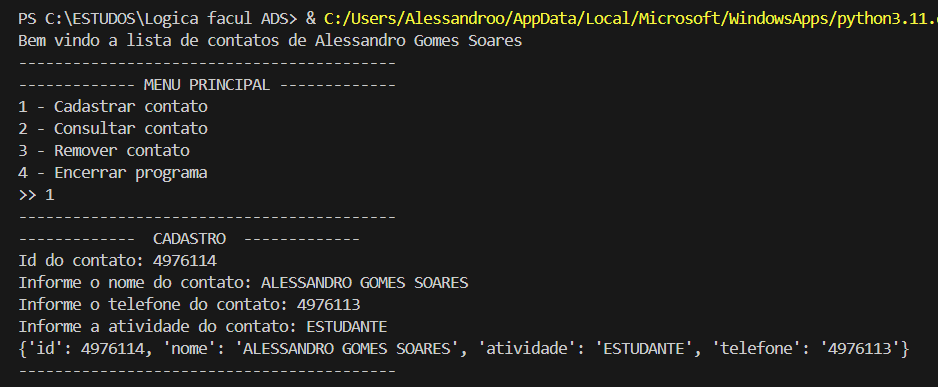 PS C:\ESTUDOS\Logica facul ADS> & C:/Users/Alessandroo/AppData/Local/Microsoft/WindowsApps/python3.11.
Bem vindo a lista de contatos de Alessandro Gomes Soares
------------------------------------------
------------- MENU PRINCIPAL -------------
1 - Cadastrar contato
2 - Consultar contato
3 - Remover contato
4 - Encerrar programa
>> 1
------------------------------------------
-------------  CADASTRO  -------------
Id do contato: 4976114
Informe o nome do contato: ALESSANDRO GOMES SOARES
Informe o telefone do contato: 4976113
Informe a atividade do contato: ESTUDANTE
{'id': 4976114, 'nome': 'ALESSANDRO GOMES SOARES', 'atividade': 'ESTUDANTE', 'telefone': '4976113'}
------------------------------------------